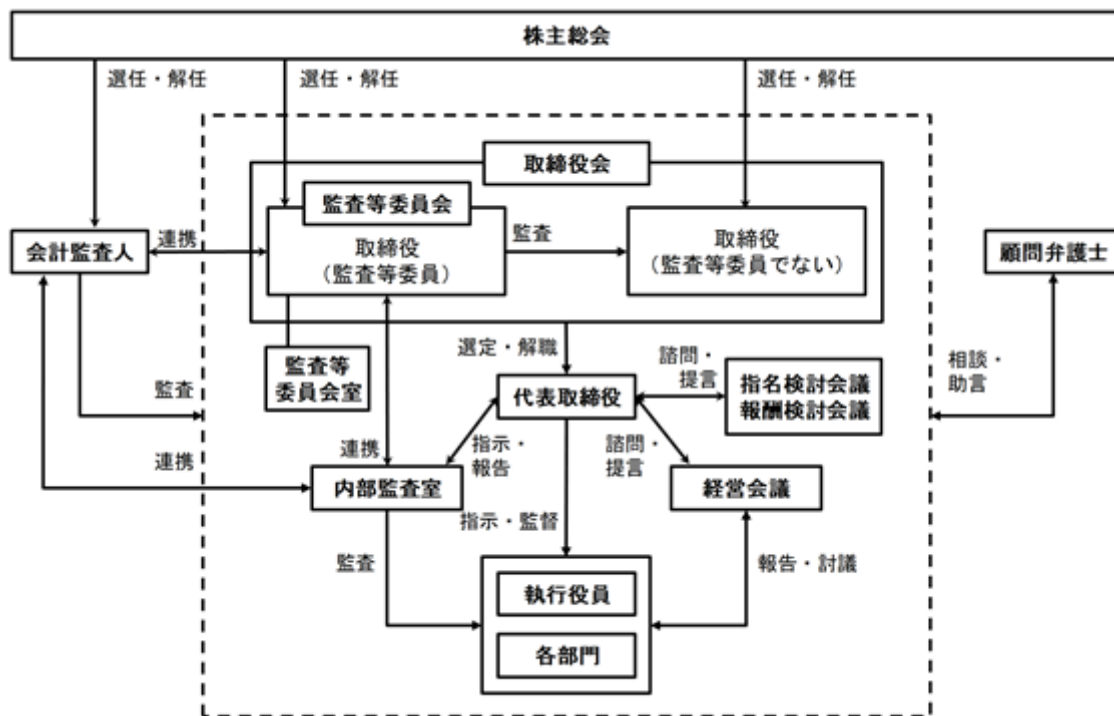 株主総会
選任・解任
選任・解任
選任・解任
取締役会
監査等委員会
会計監査人
連携
取締役
（監査等委員）
監査
取締役
（監査等委員でない）
顧問弁護士
監査等
委員会室
選定・解職
諮問・
提言
指名検討会議
報酬検討会議
相談・
助言
監査
代表取締役
連携
連携
指示・
報告
諮問・
提言
内部監査室
経営会議
指示・監督
監査
報告・討議
執行役員
各部門